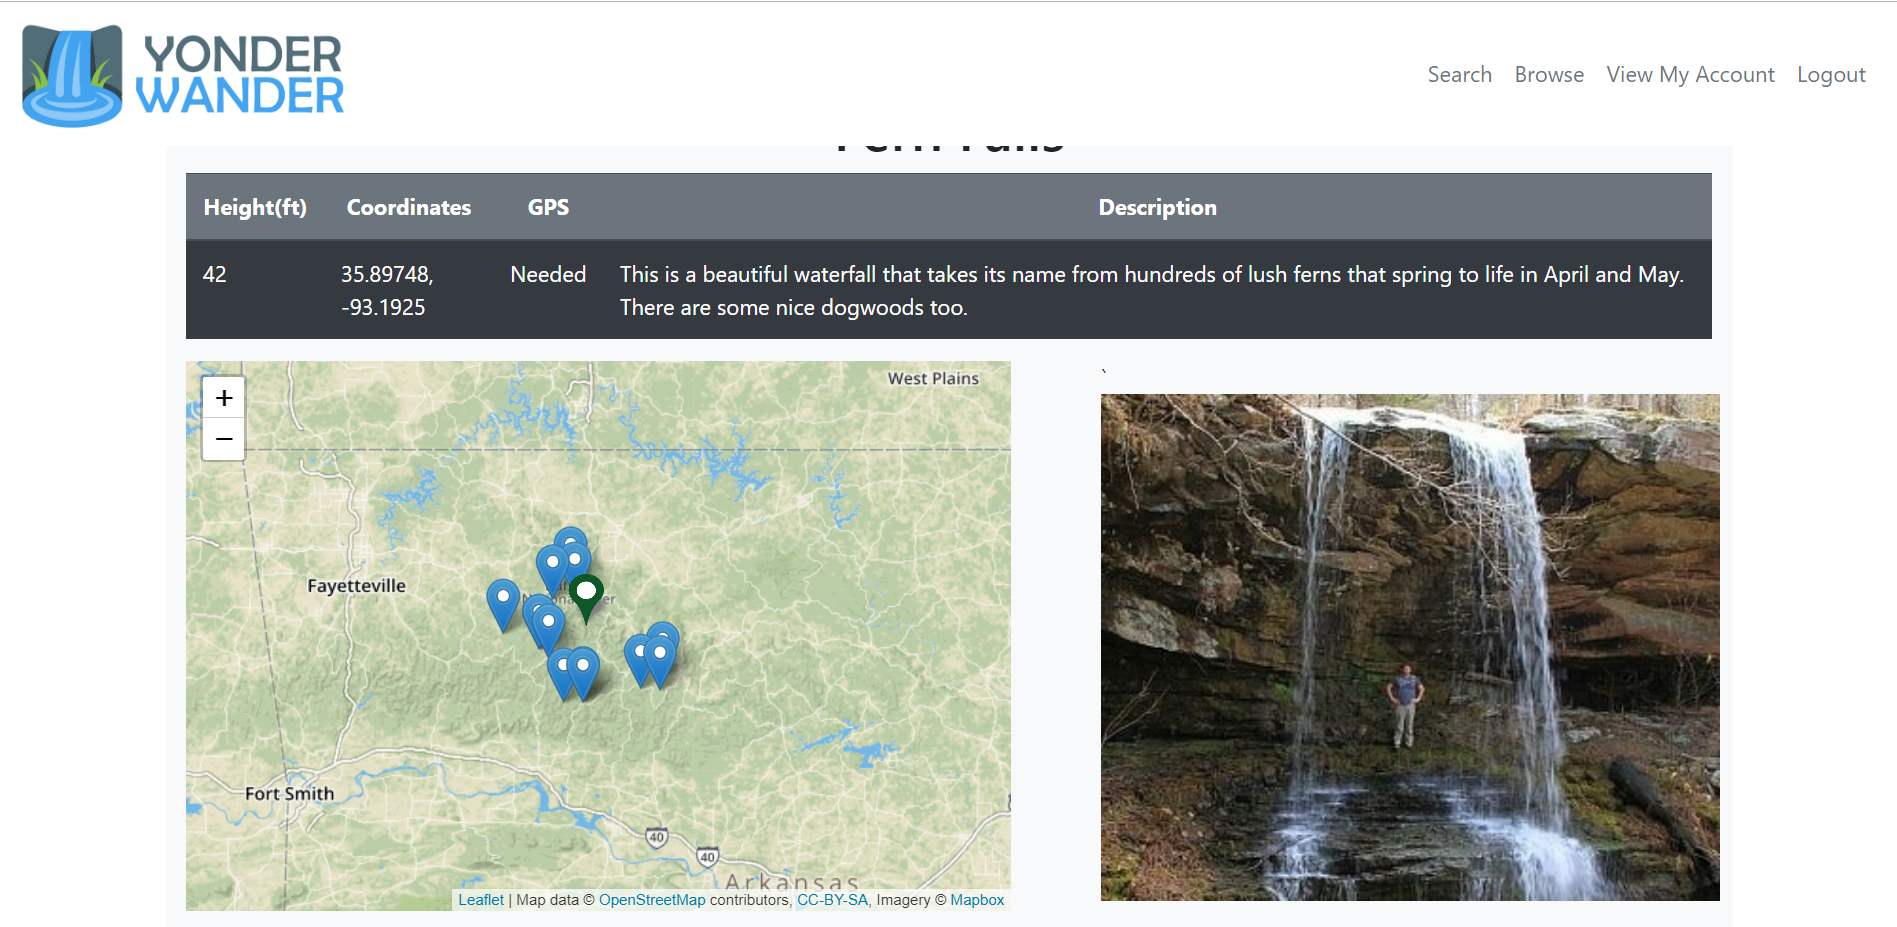 YONDER
WANDER
Search Browse View My Account Logout
Fern Falls
Height(ft) Coordinates GPS Description
42 35.89748, Needed This is a beautiful waterfall that takes its name from hundreds of lush ferns that spring to life in April and May.
-93.1925 There are some nice dogwoods too.
+
−
West Plains
`
Fayetteville
Fort Smith
40
40
Arkansas
Leaflet | Map data © OpenStreetMap contributors, CC-BY-SA, Imagery © Mapbox